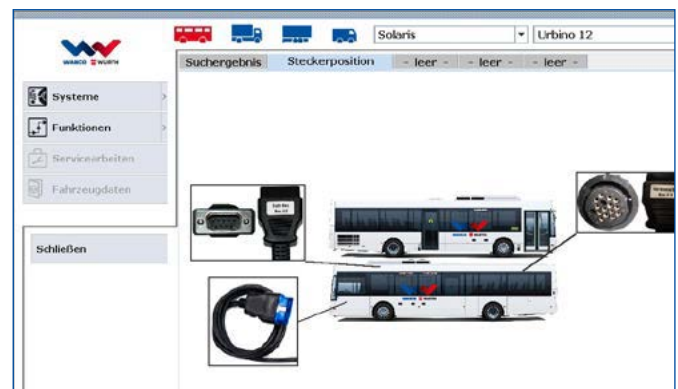 Solaris
Urbino 12
WABCO WÜRTH
Suchergebnis
Steckerposition
- leer -
- leer -
- leer -
Systeme
Funktionen
Servicearbeiten
Fahrzeugdaten
Schließen